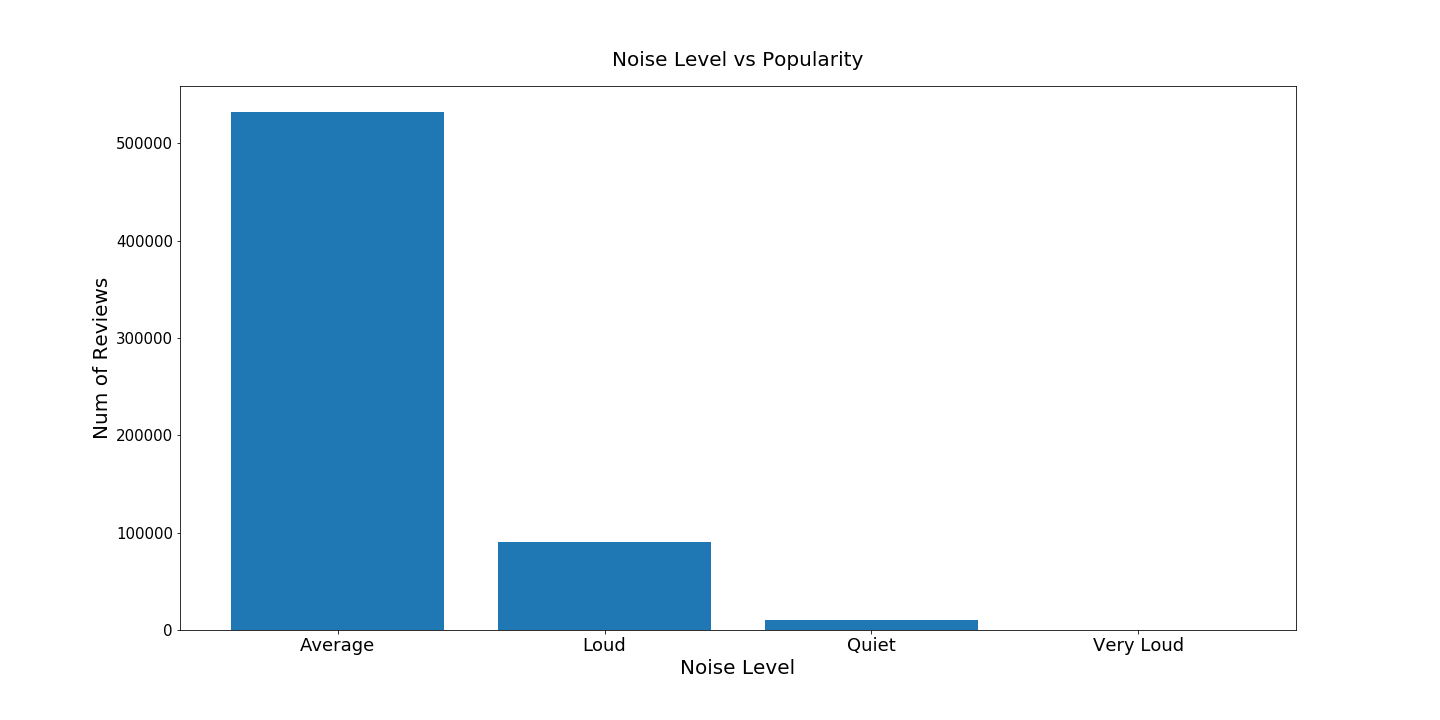 Noise Level vs Popularity
Num of Reviews
500000
400000
300000
200000
100000
0
Average Loud Quiet Very Loud
Noise Level